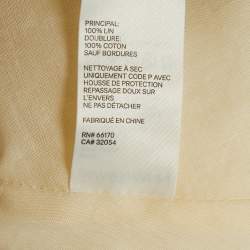 PRINCIPAL:
100% LIN
DOUBLURE:
100% COTON
SAUF BORDURES
NETTOYAGE À SEC
UNIQUEMENT CODE P AVEC
HOUSSE DE PROTECTION
REPASSAGE DOUX SUR
L'ENVERS
NE PAS DÉTACHER
FABRIQUÉ EN CHINE
RN# 66170
CA# 32054